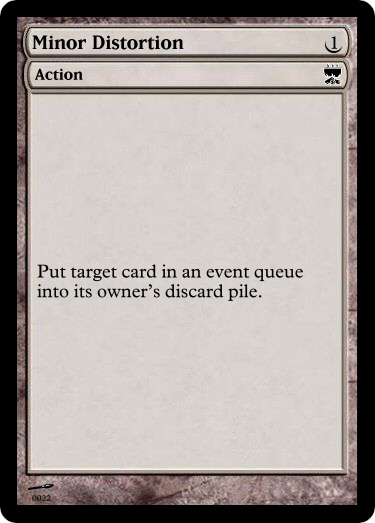 Minor Distortion 1
Action
Put target card in an event queue
into its owner's discard pile.
0022